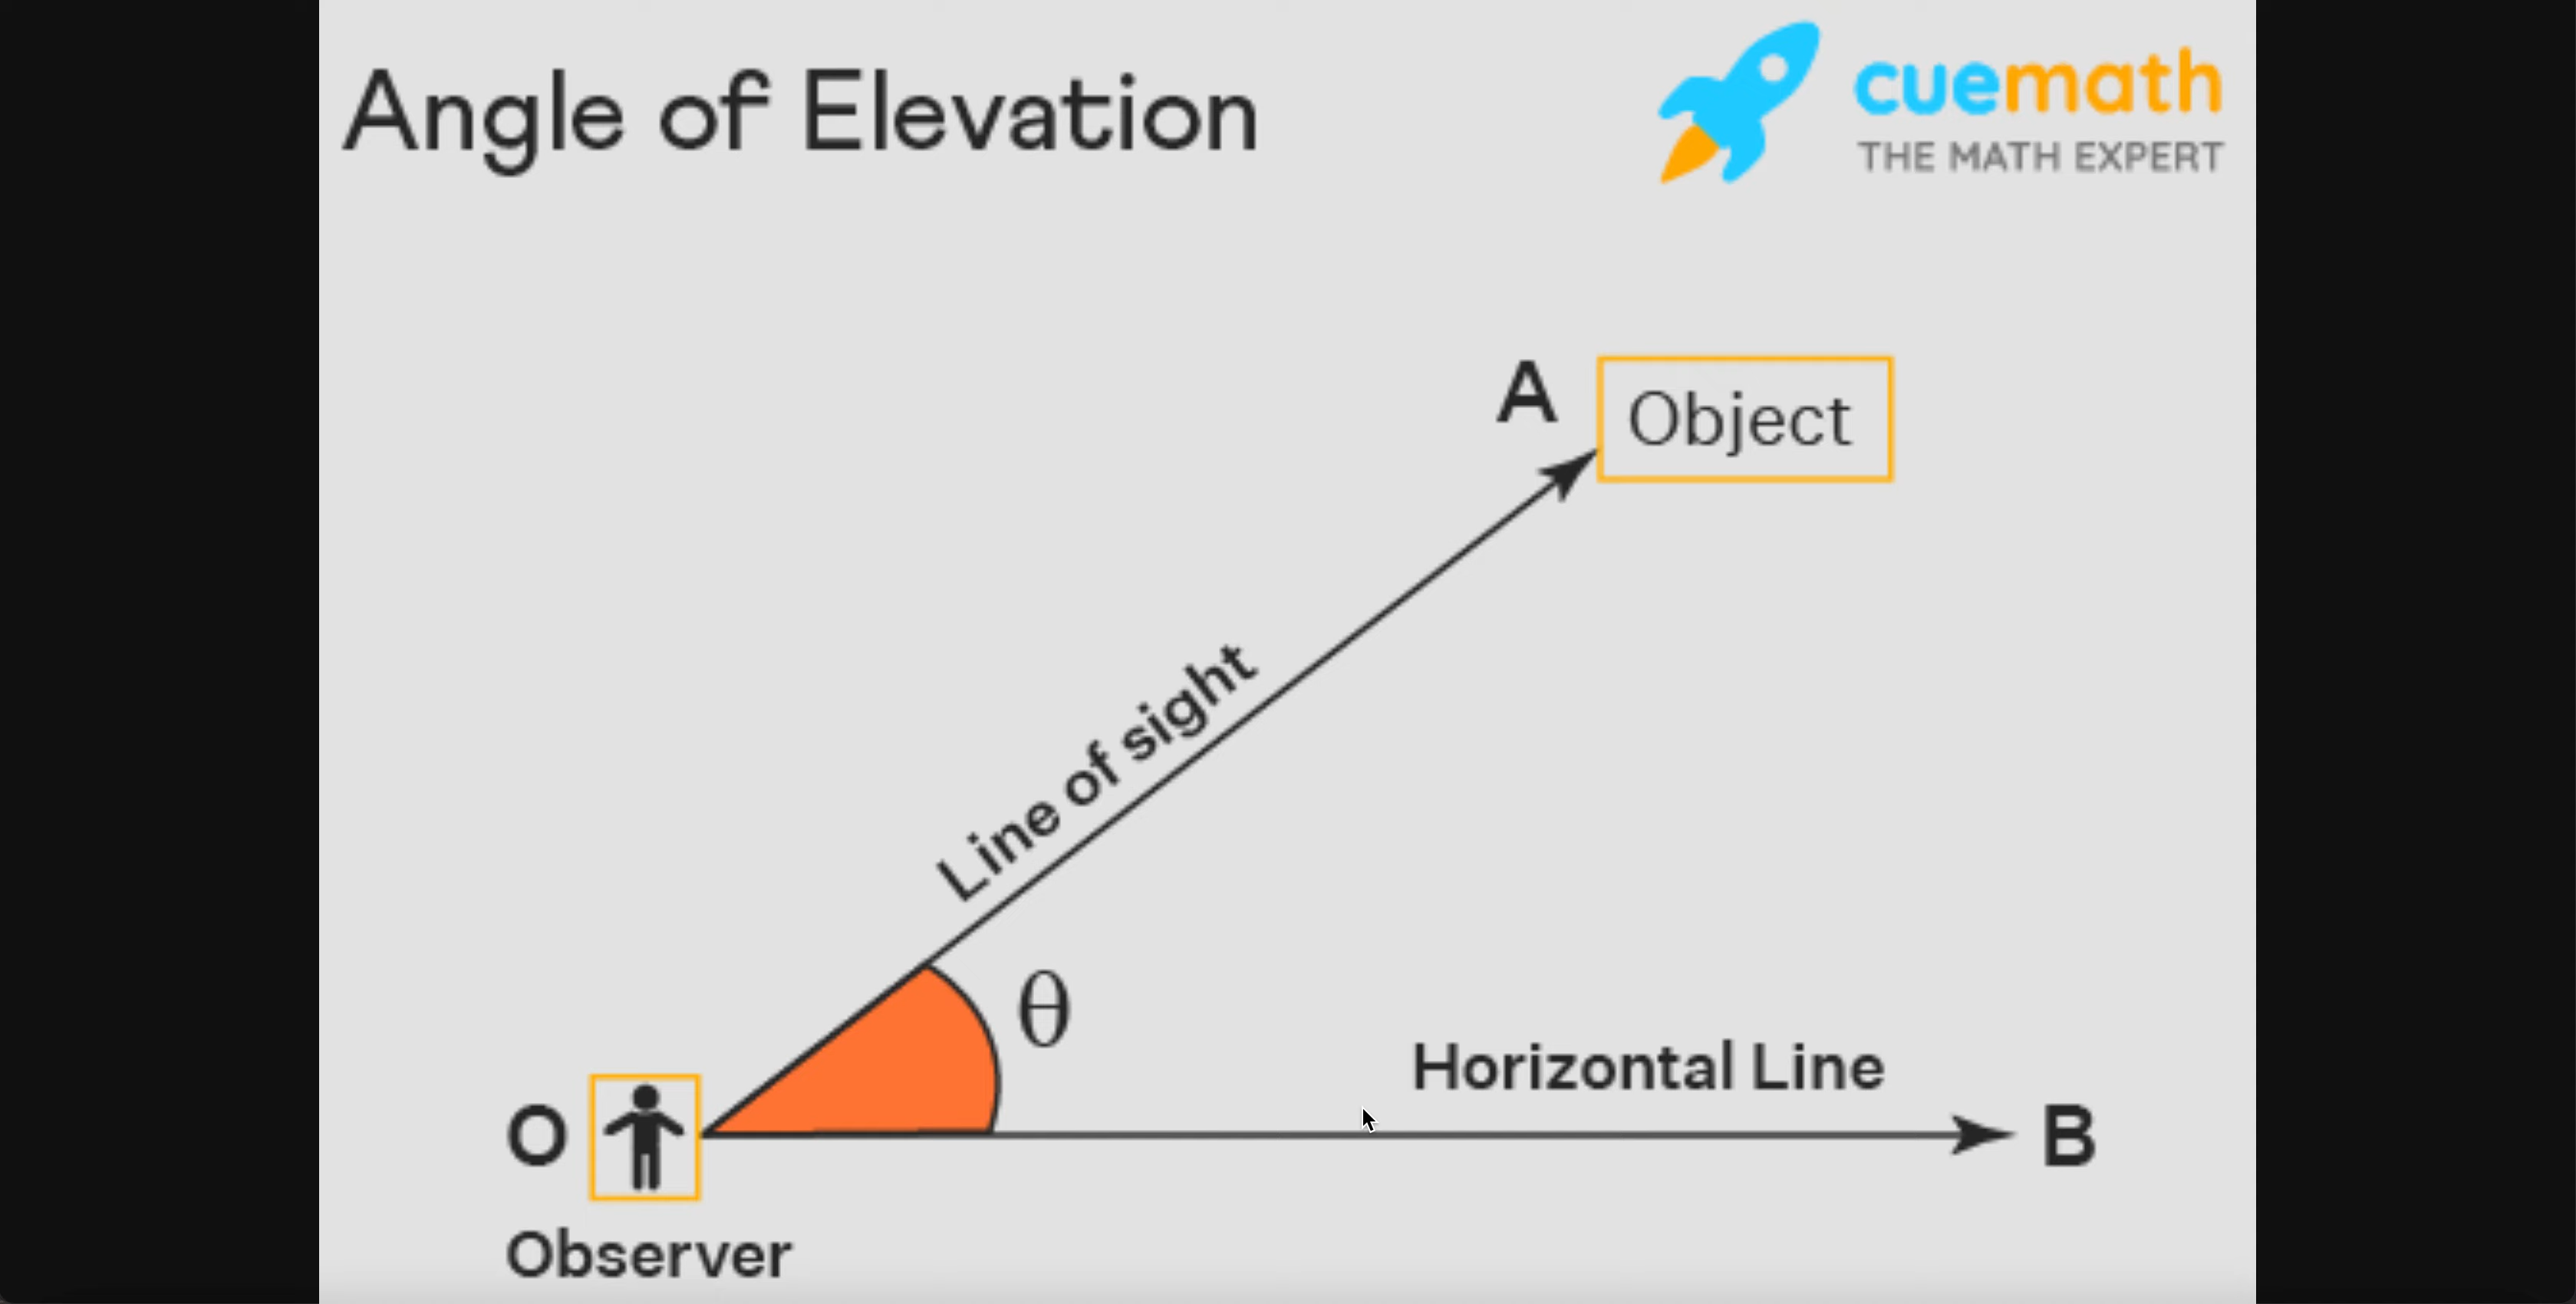 Angle of Elevation
cuemath
THE MATH EXPERT
A
Object
Line of sight
θ
Horizontal Line
O
B
Observer